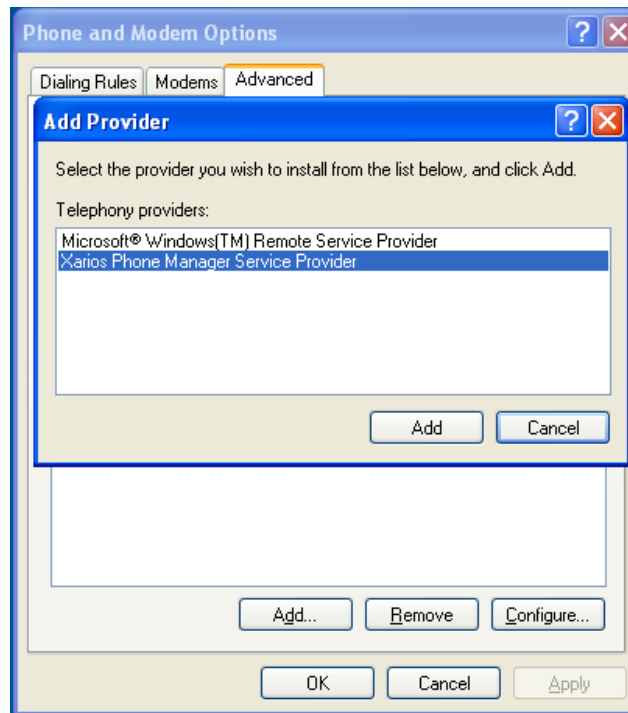 Phone and Modem Options
Dialing Rules Modems Advanced
Add Provider
Select the provider you wish to install from the list below, and click Add.
Telephony providers:
Microsoft® Windows(TM) Remote Service Provider
Xarios Phone Manager Service Provider
Add Cancel
Add... Remove Configure...
OK Cancel Apply